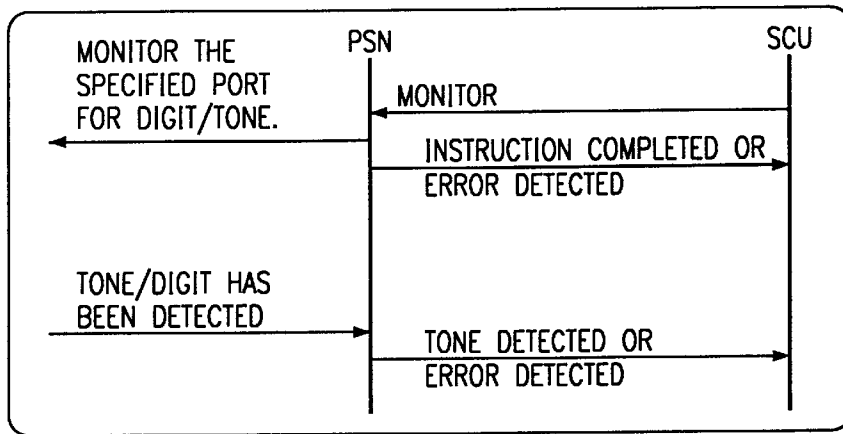 PSN
SCU
MONITOR THE
SPECIFIED PORT
FOR DIGIT/TONE.
MONITOR
INSTRUCTION COMPLETED OR
ERROR DETECTED
TONE/DIGIT HAS
BEEN DETECTED
TONE DETECTED OR
ERROR DETECTED